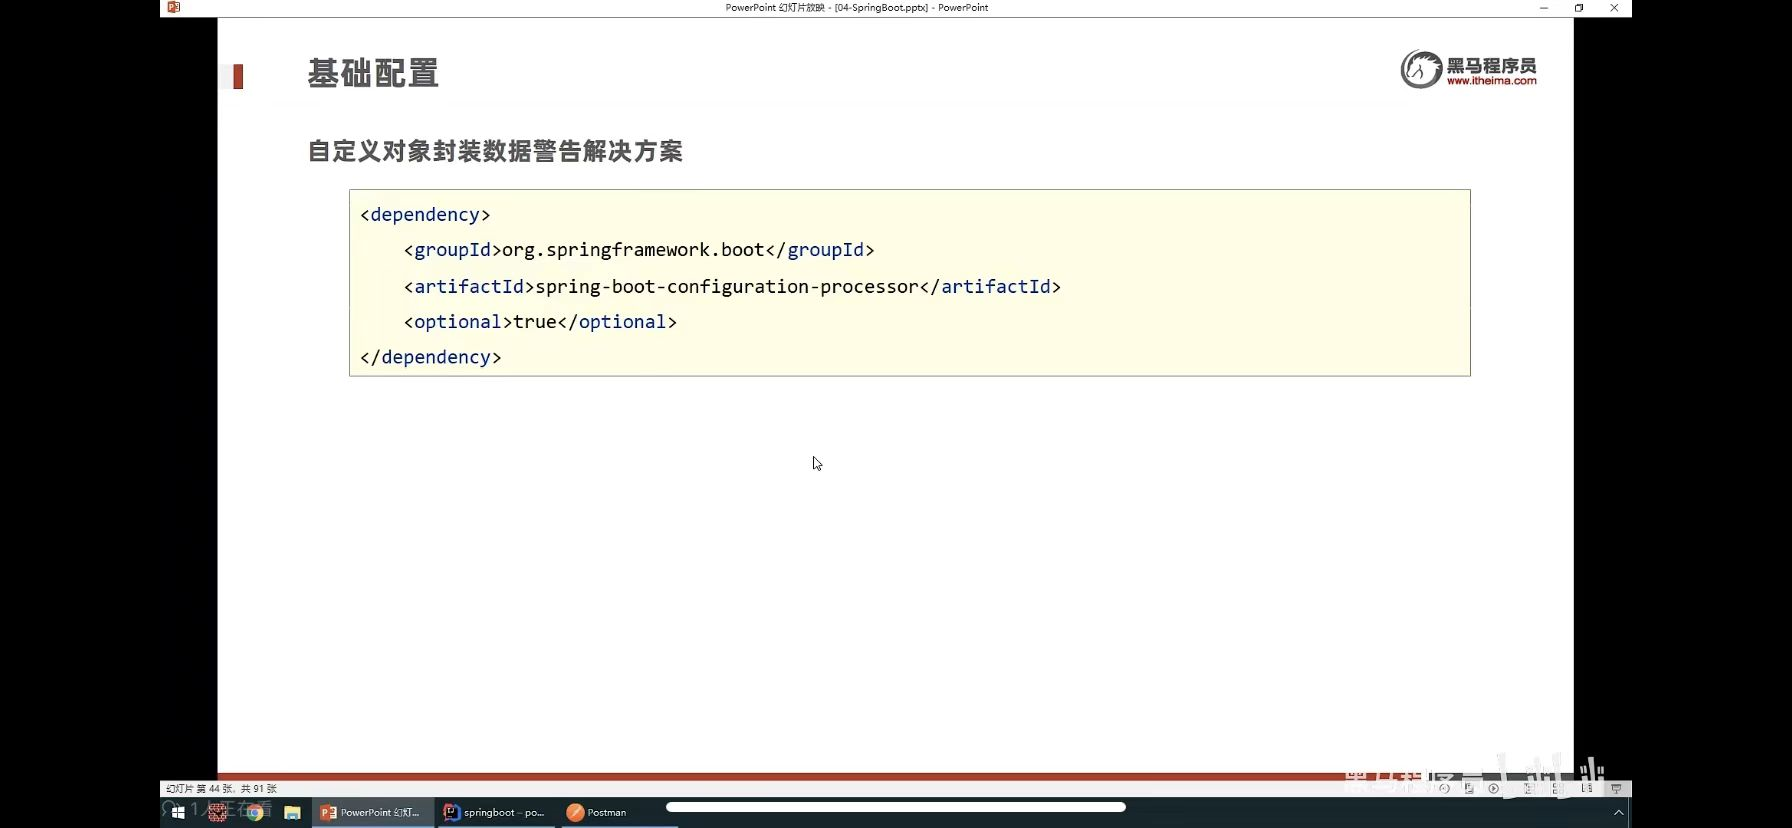 PowerPoint 幻灯片放映 - [04-SpringBoot.pptx] - PowerPoint
基础配置
黑马程序员
www.itheima.com
自定义对象封装数据警告解决方案
<dependency>
<groupId>org.springframework.boot</groupId>
<artifactId>spring-boot-configuration-processor</artifactId>
<optional>true</optional>
</dependency>
幻灯片 第 44 张，共 91 张
1人正在看
PowerPoint 幻灯...
springboot – po...
Postman